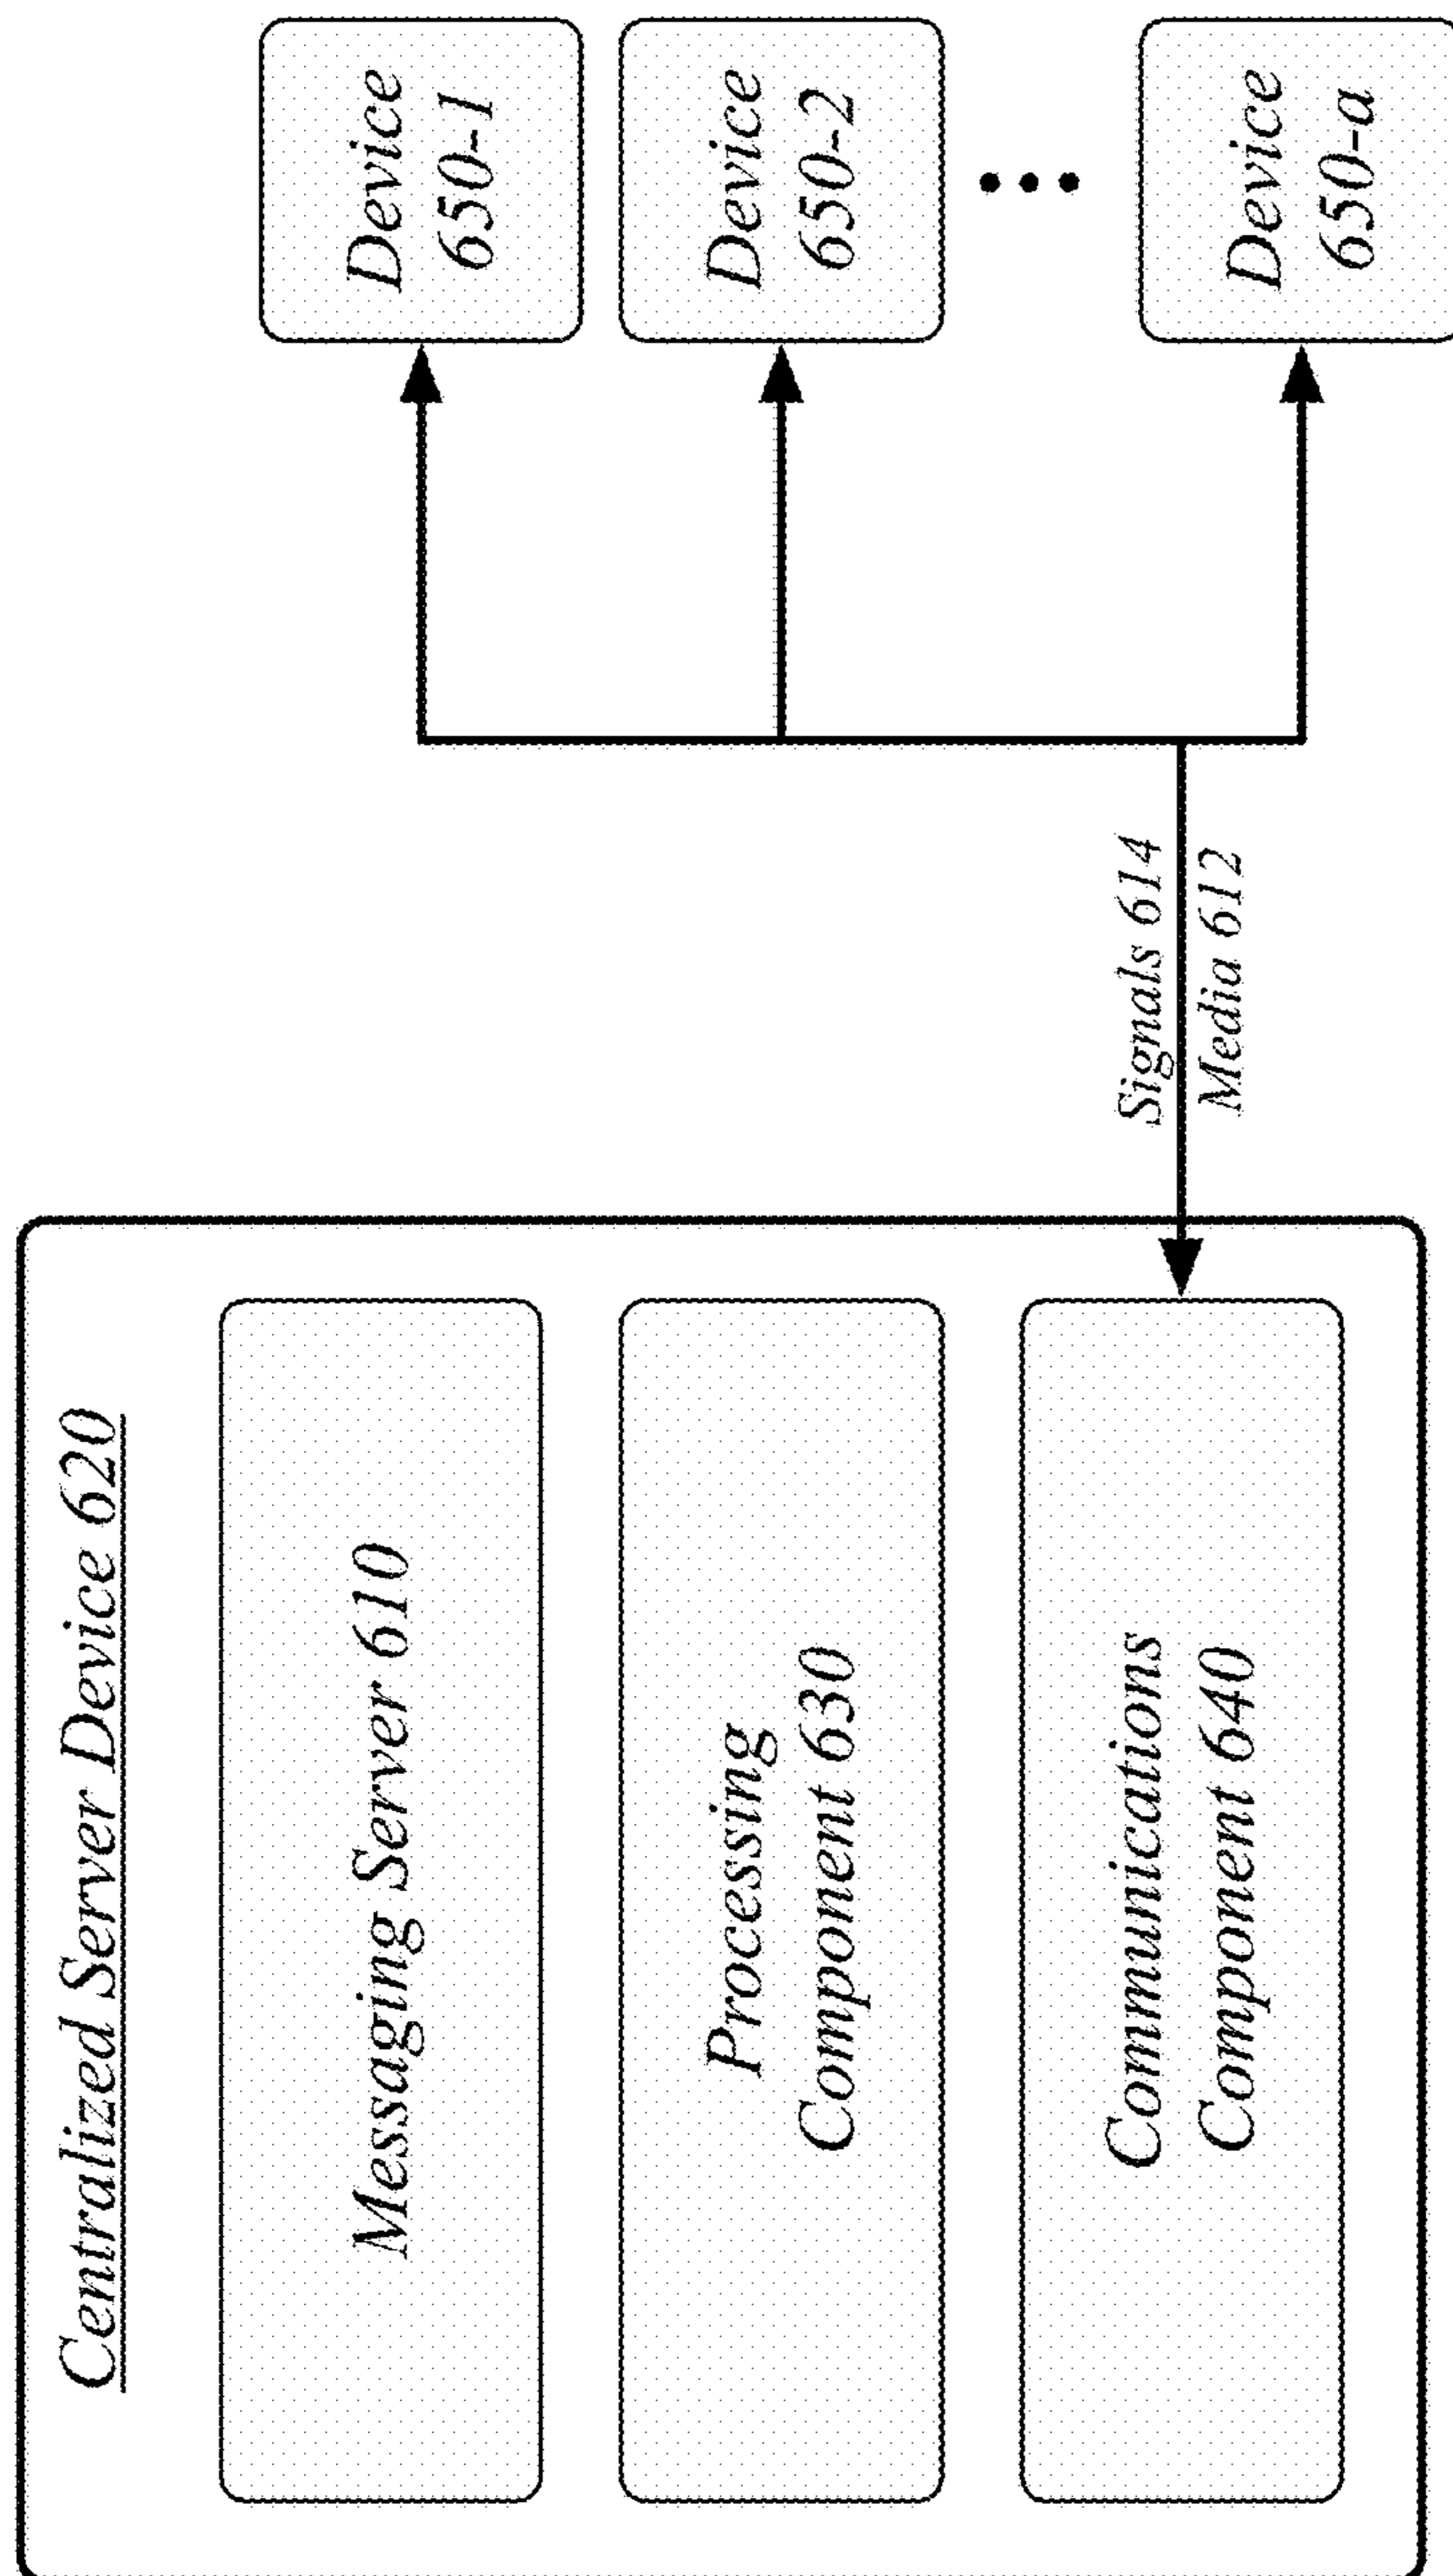 Centralized Server Device 620
Messaging Server 610
Processing
Component 630
Communications
Component 640
Signals 614
Media 612
Device
650-1
Device
650-2
Device
650-a